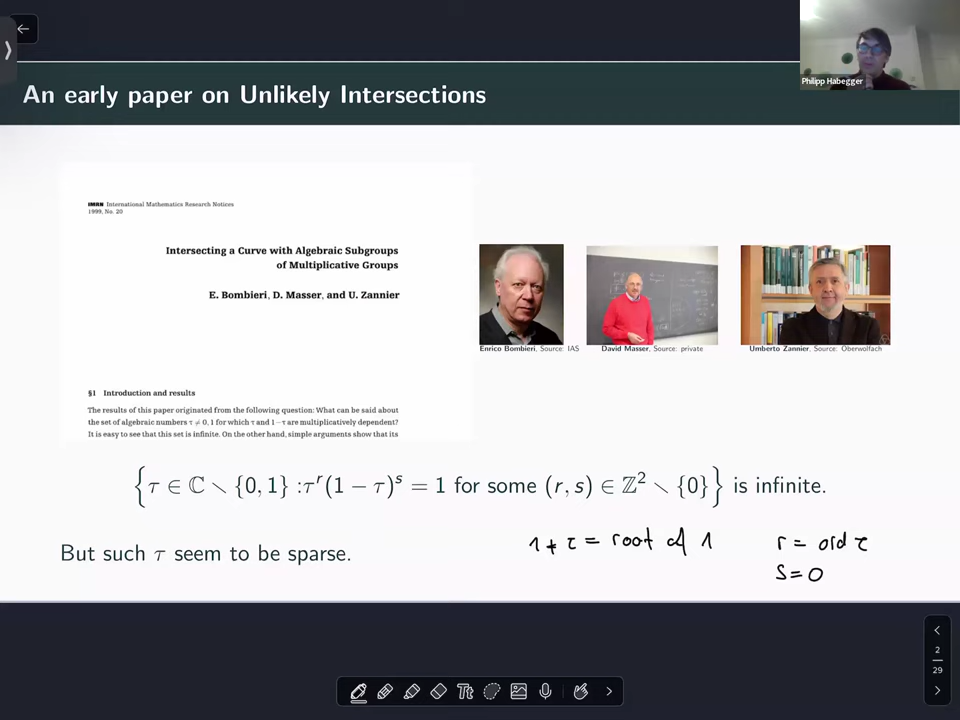 Philipp Habegger
An early paper on Unlikely Intersections
IMRN International Mathematics Research Notices
1999, No. 20
Intersecting a Curve with Algebraic Subgroups
of Multiplicative Groups
E. Bombieri, D. Masser, and U. Zannier
Enrico Bombieri, Source: IAS
David Masser, Source: private
Umberto Zannier, Source: Oberwolfach
§1 Introduction and results
The results of this paper originated from the following question: What can be said about
the set of algebraic numbers τ ≠ 0, 1 for which τ and 1 − τ are multiplicatively dependent?
It is easy to see that this set is infinite. On the other hand, simple arguments show that its
{τ ∈ ℂ ∖ {0, 1} : τ^r(1 − τ)^s = 1 for some (r, s) ∈ ℤ² ∖ {0}} is infinite.
But such τ seem to be sparse.
1 ≠ τ = root of 1
r = ord τ
s = 0
2
29
Tt